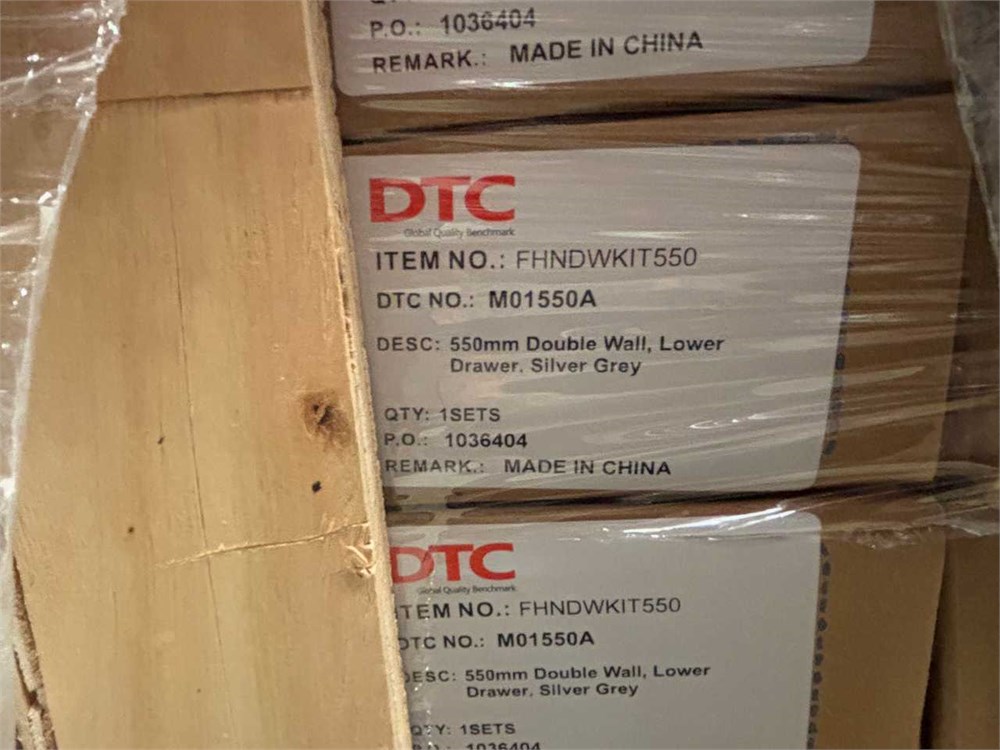 P.O.: 1036404
REMARK.: MADE IN CHINA
DTC
Global Quality Benchmark
ITEM NO.: FHNDWKIT550
DTC NO.: M01550A
DESC: 550mm Double Wall, Lower
Drawer, Silver Grey
QTY: 1SETS
P.O.: 1036404
REMARK.: MADE IN CHINA
DTC
Global Quality Benchmark
ITEM NO.: FHNDWKIT550
DTC NO.: M01550A
DESC: 550mm Double Wall, Lower
Drawer, Silver Grey
QTY: 1SETS
1036404